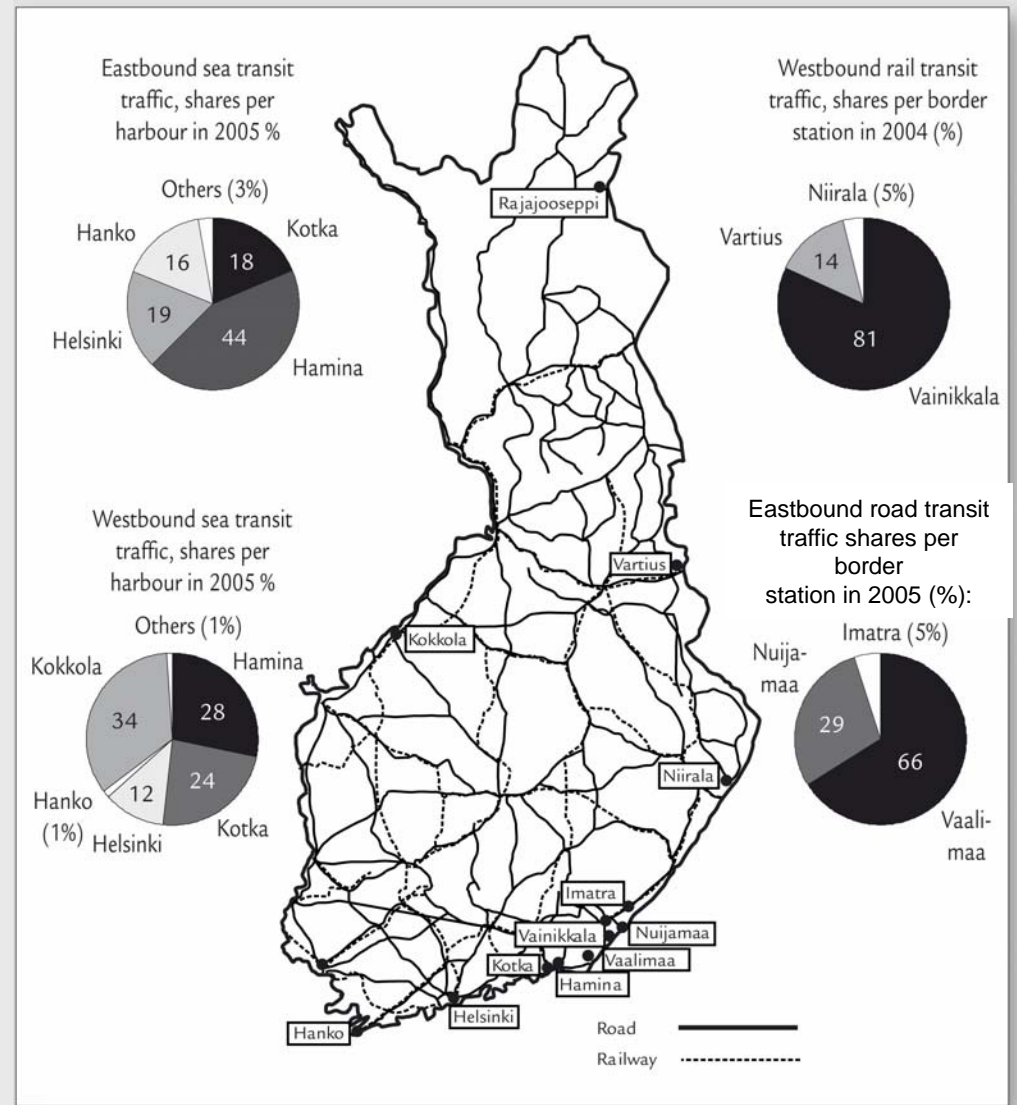 Eastbound sea transit
traffic, shares per
harbour in 2005 %
Others (3%)
Hanko
Kotka
16
18
19
44
Helsinki
Hamina
Westbound rail transit
traffic, shares per border
station in 2004 (%)
Niirala (5%)
Vartius
14
81
Vainikkala
Westbound sea transit
traffic, shares per
harbour in 2005 %
Others (1%)
Kokkola
Hamina
34
28
24
12
Hanko
(1%)
Helsinki
Kotka
Eastbound road transit
traffic shares per
border
station in 2005 (%):
Imatra (5%)
Nuija-
maa
29
66
Vaali-
maa
Rajajooseppi
Vartius
Kokkola
Niirala
Imatra
Vainikkala
Nuijamaa
Vaalimaa
Kotka
Hamina
Helsinki
Hanko
Road
Railway